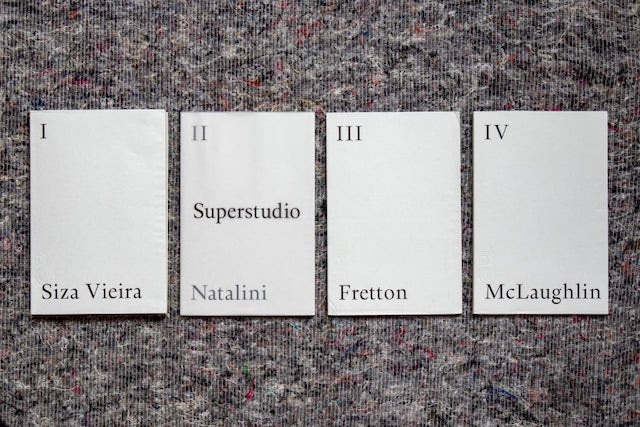 I
Siza Vieira
II
Superstudio
Natalini
III
Fretton
IV
McLaughlin